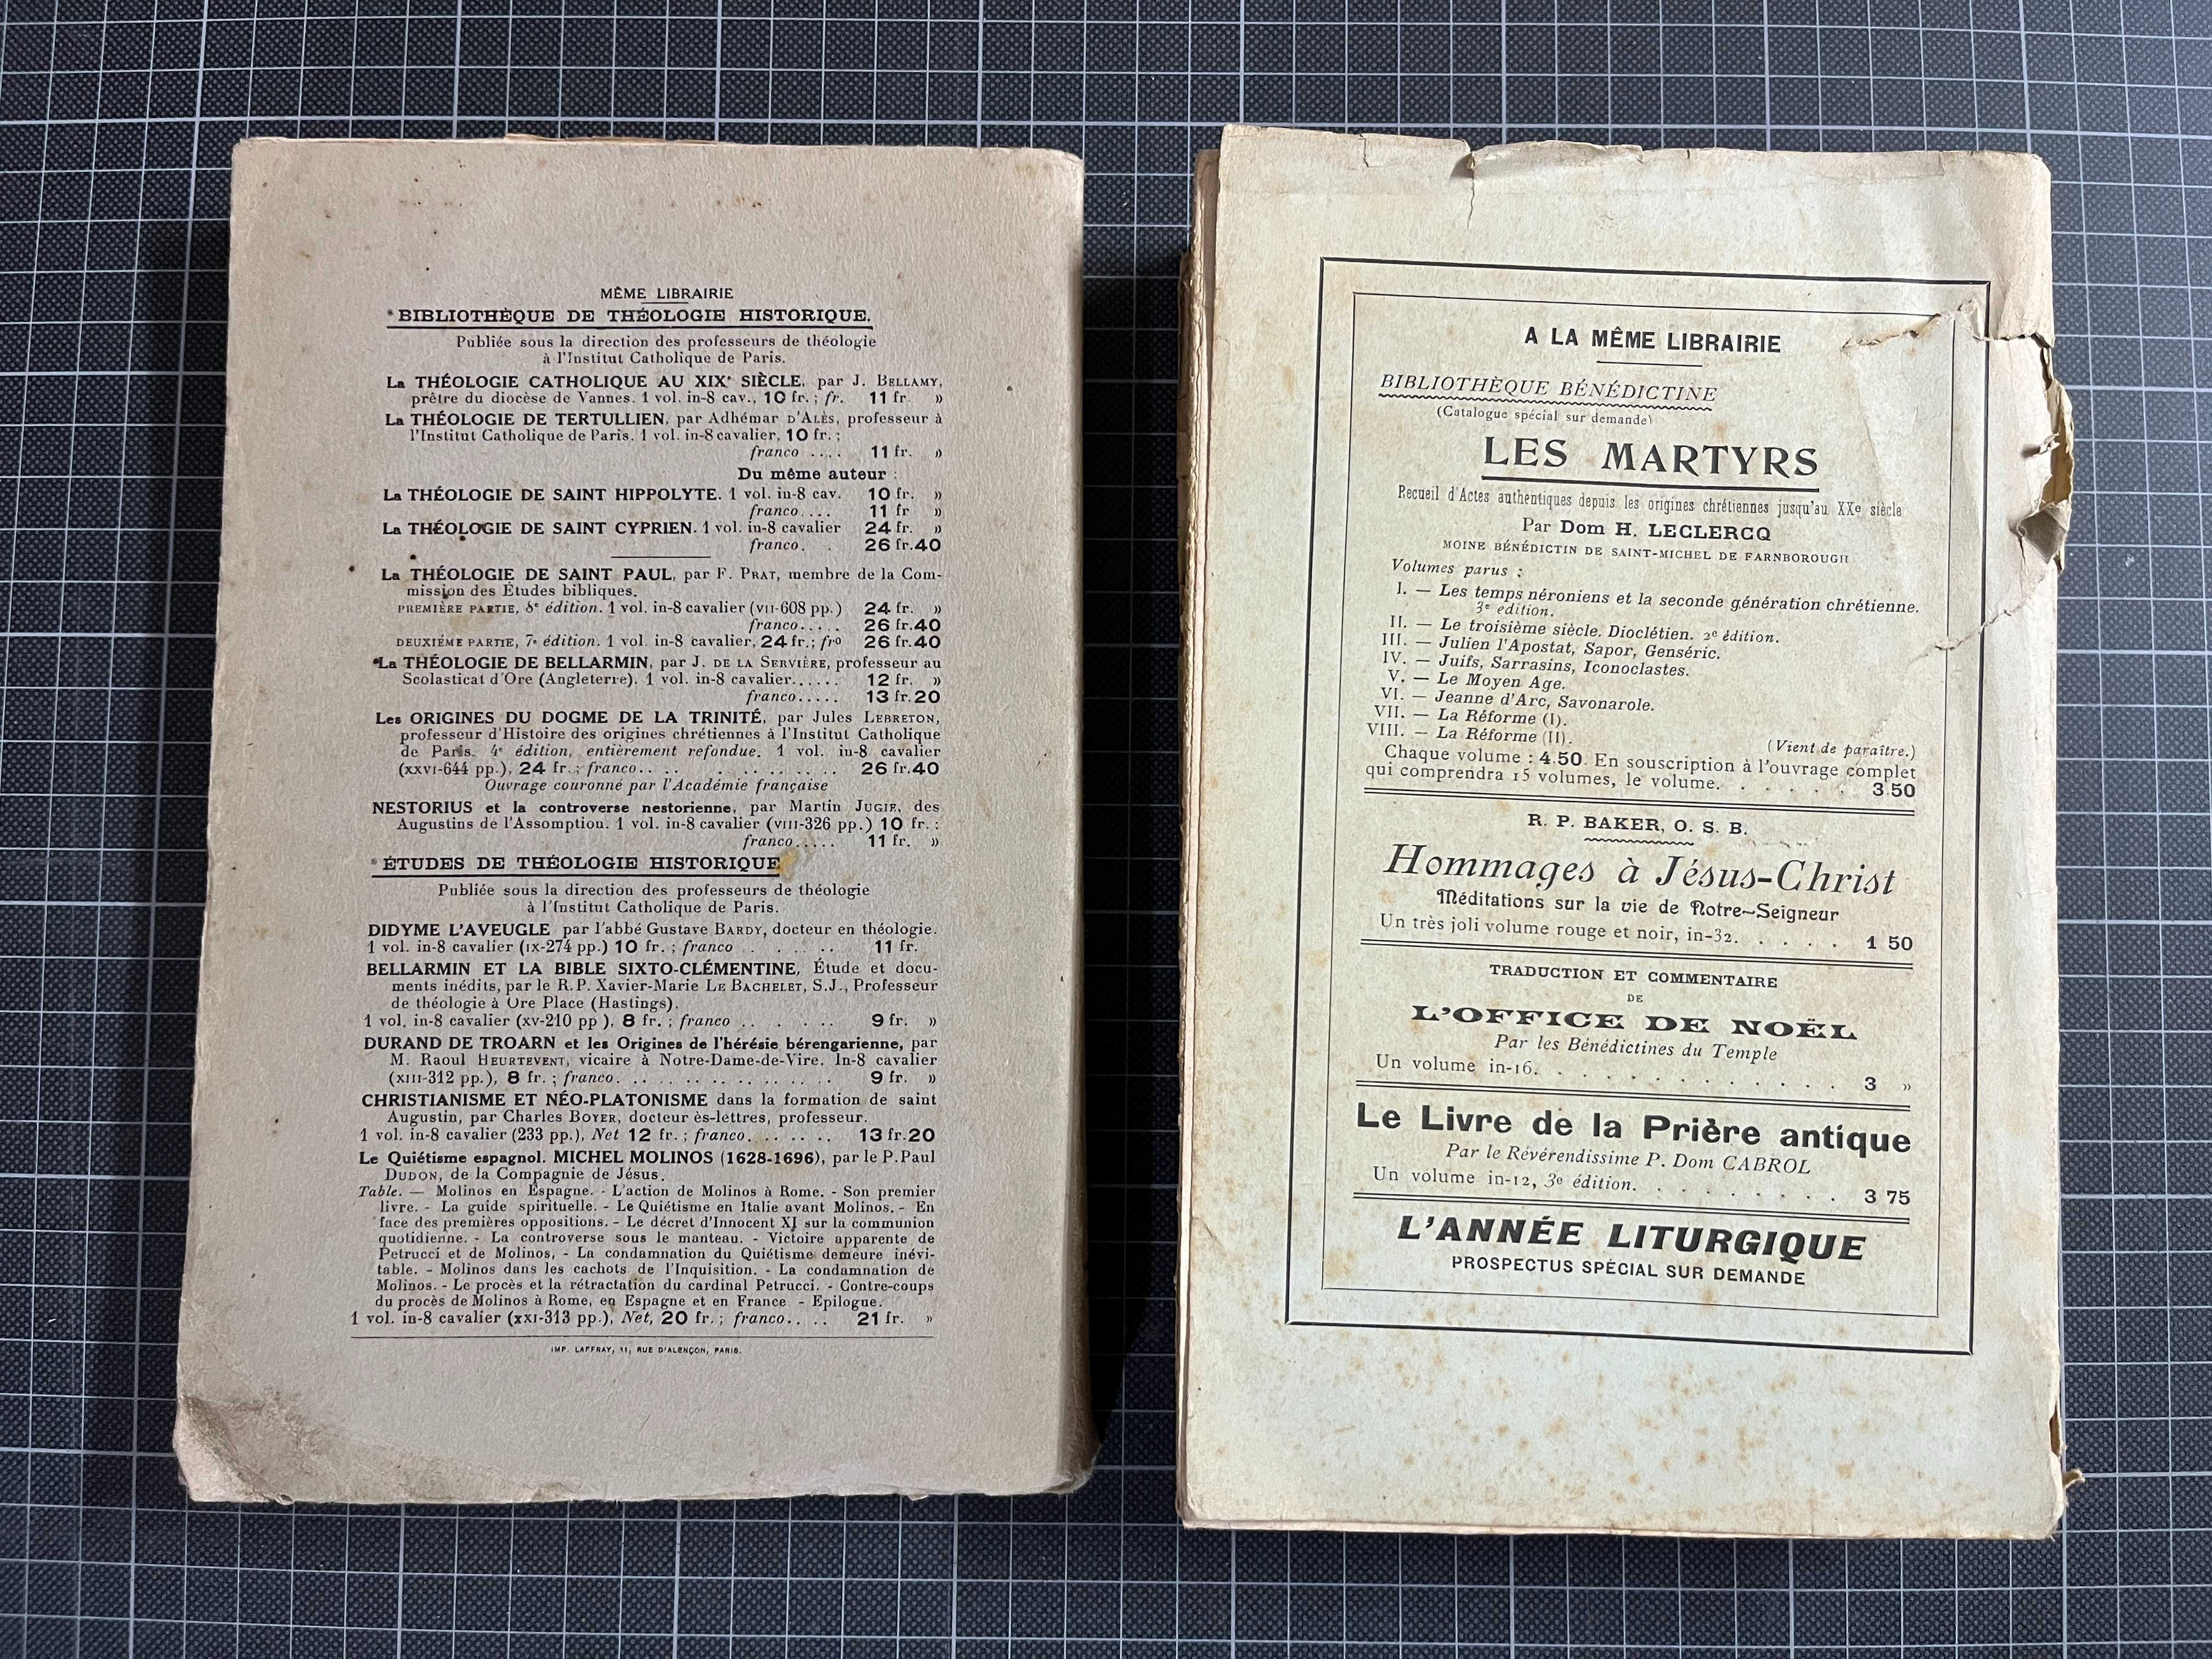 MÊME LIBRAIRIE
* BIBLIOTHÈQUE DE THÉOLOGIE HISTORIQUE.
Publiée sous la direction des professeurs de théologie
à l'Institut Catholique de Paris.
La THÉOLOGIE CATHOLIQUE AU XIXᵉ SIÈCLE, par J. BELLAMY,
prêtre du diocèse de Vannes. 1 vol. in-8 cav., 10 fr. ; fr. 11 fr. »
La THÉOLOGIE DE TERTULLIEN, par Adhémar D'ALÈS, professeur à
l'Institut Catholique de Paris. 1 vol. in-8 cavalier, 10 fr. ;
franco .... 11 fr. »
Du même auteur :
La THÉOLOGIE DE SAINT HIPPOLYTE. 1 vol. in-8 cav. 10 fr. »
franco.... 11 fr »
La THÉOLOGIE DE SAINT CYPRIEN. 1 vol. in-8 cavalier 24 fr. »
franco. . 26 fr.40
La THÉOLOGIE DE SAINT PAUL, par F. PRAT, membre de la Com-
mission des Études bibliques.
PREMIÈRE PARTIE, 8ᵉ édition. 1 vol. in-8 cavalier (VII-608 pp.) 24 fr. »
franco..... 26 fr.40
DEUXIÉME PARTIE, 7ᵉ édition. 1 vol. in-8 cavalier, 24 fr.; frº 26 fr.40
*La THÉOLOGIE DE BELLARMIN, par J. DE LA SERVIÈRE, professeur au
Scolasticat d'Ore (Angleterre). 1 vol. in-8 cavalier...... 12 fr. »
franco..... 13 fr.20
Les ORIGINES DU DOGME DE LA TRINITÉ, par Jules LEBRETON,
professeur d'Histoire des origines chrétiennes à l'Institut Catholique
de Paris. 4ᵉ édition, entièrement refondue. 1 vol. in-8 cavalier
(XXVI-644 pp.), 24 fr. ; franco.. .. . ...... .. .. 26 fr.40
Ouvrage couronné par l'Académie française
NESTORIUS et la controverse nestorienne, par Martin JUGIE, des
Augustins de l'Assomption. 1 vol. in-8 cavalier (VIII-326 pp.) 10 fr. :
franco..... 11 fr. »
* ÉTUDES DE THÉOLOGIE HISTORIQUE
Publiée sous la direction des professeurs de théologie
à l'Institut Catholique de Paris.
DIDYME L'AVEUGLE par l'abbé Gustave BARDY, docteur en théologie.
1 vol. in-8 cavalier (IX-274 pp.) 10 fr. ; franco . . . .. .. 11 fr.
BELLARMIN ET LA BIBLE SIXTO-CLÉMENTINE, Étude et docu-
ments inédits, par le R.P. Xavier-Marie LE BACHELET, S.J., Professeur
de théologie à Ore Place (Hastings).
1 vol. in-8 cavalier (XV-210 pp ), 8 fr. ; franco .. . . .. 9 fr. »
DURAND DE TROARN et les Origines de l'hérésie bérengarienne, par
M. Raoul HEURTEVENT, vicaire à Notre-Dame-de-Vire. In-8 cavalier
(XIII-312 pp.), 8 fr. ; franco. .. .. .. .. .. .. .. .. 9 fr. »
CHRISTIANISME ET NÉO-PLATONISME dans la formation de saint
Augustin, par Charles BOYER, docteur ès-lettres, professeur.
1 vol. in-8 cavalier (233 pp.), Net 12 fr. ; franco. .. .. .. 13 fr.20
Le Quiétisme espagnol. MICHEL MOLINOS (1628-1696), par le P. Paul
DUDON, de la Compagnie de Jésus.
Table. — Molinos en Espagne. - L'action de Molinos à Rome. - Son premier
livre. - La guide spirituelle. - Le Quiétisme en Italie avant Molinos. - En
face des premières oppositions. - Le décret d'Innocent XI sur la communion
quotidienne. - La controverse sous le manteau. - Victoire apparente de
Petrucci et de Molinos, - La condamnation du Quiétisme demeure inévi-
table. - Molinos dans les cachots de l'Inquisition. - La condamnation de
Molinos. - Le procès et la rétractation du cardinal Petrucci. - Contre-coups
du procès de Molinos à Rome, en Espagne et en France - Epilogue.
1 vol. in-8 cavalier (XXI-313 pp.), Net, 20 fr. ; franco.. .. 21 fr. »
IMP. LAFFRAY, 11, RUE D'ALENÇON, PARIS.
A LA MÊME LIBRAIRIE
BIBLIOTHÈQUE BÉNÉDICTINE
(Catalogue spécial sur demande)
LES MARTYRS
Recueil d'Actes authentiques depuis les origines chrétiennes jusqu'au XXᵉ siècle
Par Dom H. LECLERCQ
MOINE BÉNÉDICTIN DE SAINT-MICHEL DE FARNBOROUGH
Volumes parus :
I. — Les temps néroniens et la seconde génération chrétienne.
3ᵉ edition.
II. — Le troisième siècle. Dioclétien. 2ᵉ édition.
III. — Julien l'Apostat, Sapor, Genséric.
IV. — Juifs, Sarrasins, Iconoclastes.
V. — Le Moyen Age.
VI. — Jeanne d'Arc, Savonarole.
VII. — La Réforme (I).
VIII. — La Réforme (II). (Vient de paraître.)
Chaque volume : 4.50. En souscription à l'ouvrage complet
qui comprendra 15 volumes, le volume. . . . . . 3.50
R. P. BAKER, O. S. B.
Hommages à Jésus-Christ
Méditations sur la vie de Notre-Seigneur
Un très joli volume rouge et noir, in-32. . . . . 1 50
TRADUCTION ET COMMENTAIRE
DE
L'OFFICE DE NOËL
Par les Bénédictines du Temple
Un volume in-16. . . . . . . . . . . . . 3 »
Le Livre de la Prière antique
Par le Révérendissime P. Dom CABROL
Un volume in-12, 3ᵉ édition. . . . . . . . . 3 75
L'ANNÉE LITURGIQUE
PROSPECTUS SPÉCIAL SUR DEMANDE